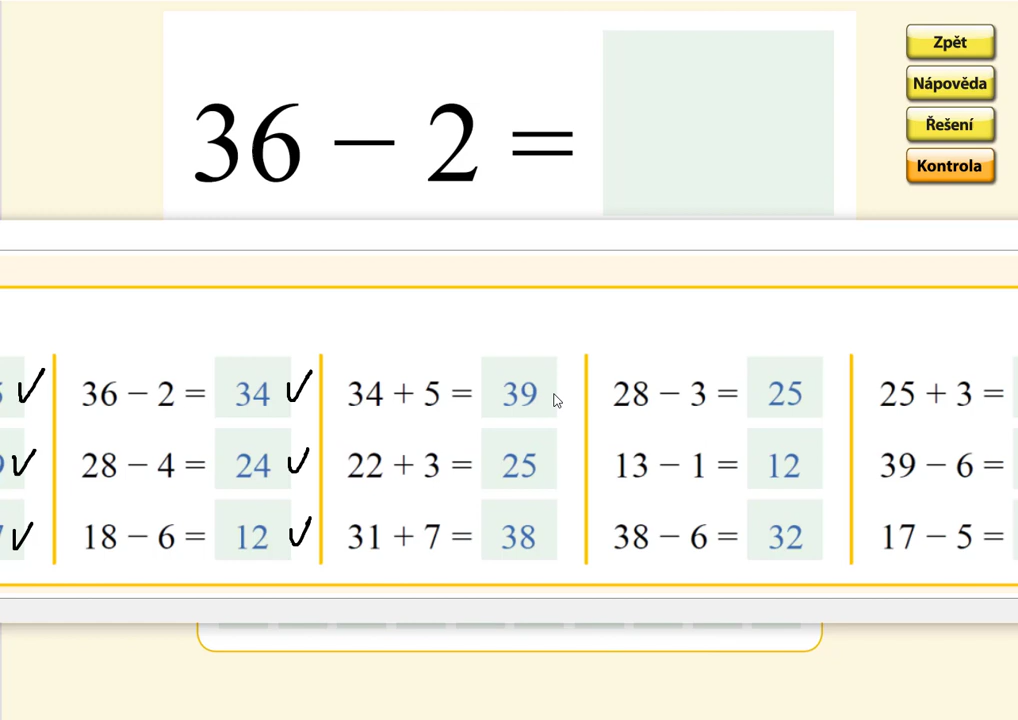 36 − 2 =
Zpět
Nápověda
Řešení
Kontrola
36 − 2 = 34 ✓ 34 + 5 = 39 28 − 3 = 25 25 + 3 =
28 − 4 = 24 ✓ 22 + 3 = 25 13 − 1 = 12 39 − 6 =
18 − 6 = 12 ✓ 31 + 7 = 38 38 − 6 = 32 17 − 5 =